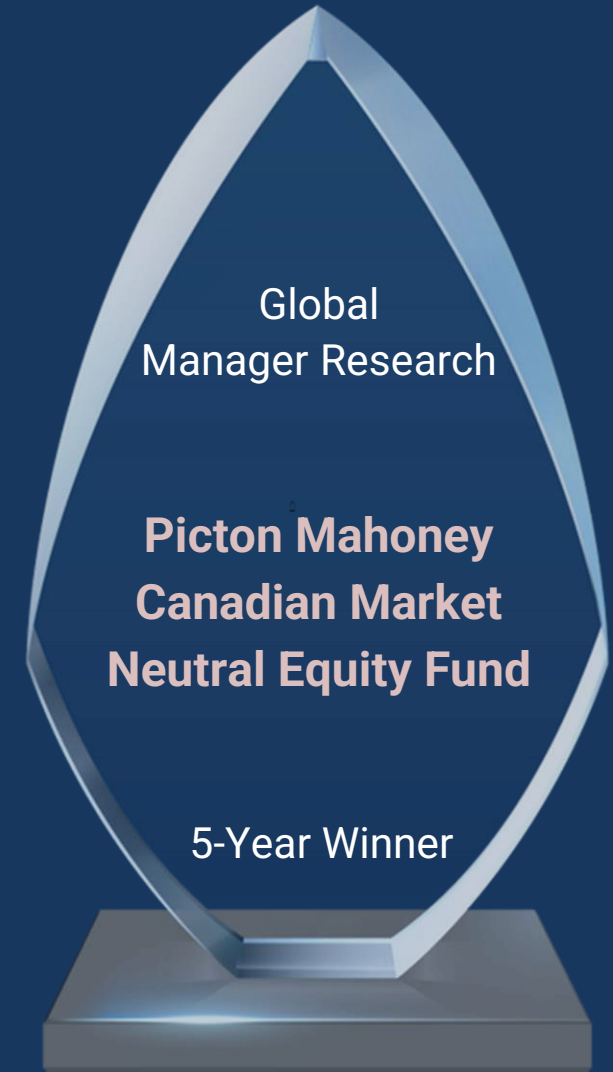 Global
Manager Research
Picton Mahoney
Canadian Market
Neutral Equity Fund
5-Year Winner